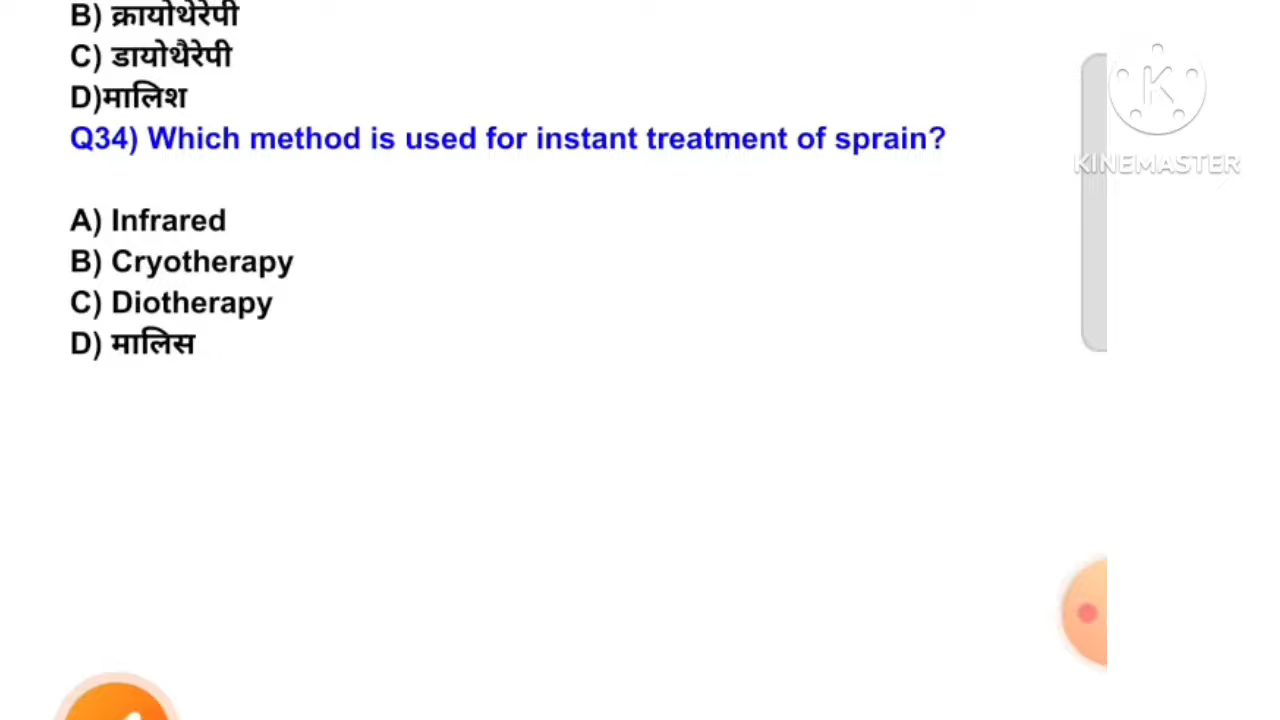 B) क्रायोथेरेपी
C) डायोथैरेपी
D)मालिश
Q34) Which method is used for instant treatment of sprain?
A) Infrared
B) Cryotherapy
C) Diotherapy
D) मालिस
K
KINEMASTER